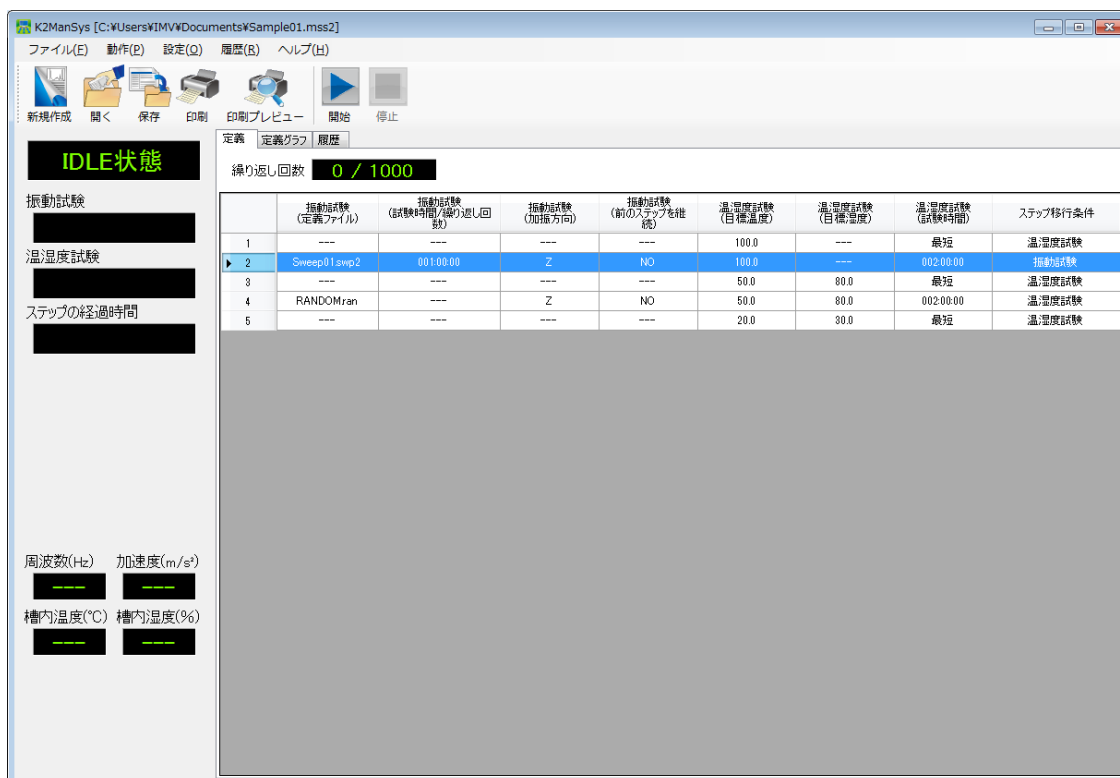 K2ManSys [C:¥Users¥IMV¥Documents¥Sample01.mss2]
ファイル(F) 動作(P) 設定(O) 履歴(R) ヘルプ(H)
新規作成 開く 保存 印刷 印刷プレビュー 開始 停止
IDLE状態
振動試験
温湿度試験
ステップの経過時間
周波数(Hz) 加速度(m/s²)
--- ---
槽内温度(℃) 槽内湿度(%)
--- ---
定義 定義グラフ 履歴
繰り返し回数 0 / 1000
振動試験(定義ファイル) 振動試験(試験時間/繰り返し回数) 振動試験(加振方向) 振動試験(前のステップを継続) 温湿度試験(目標温度) 温湿度試験(目標湿度) 温湿度試験(試験時間) ステップ移行条件
1 --- --- --- --- 100.0 --- 最短 温湿度試験
2 Sweep01.swp2 001:00:00 Z NO 100.0 --- 002:00:00 振動試験
3 --- --- --- --- 50.0 80.0 最短 温湿度試験
4 RANDOM.ran --- Z NO 50.0 80.0 002:00:00 温湿度試験
5 --- --- --- --- 20.0 30.0 最短 温湿度試験